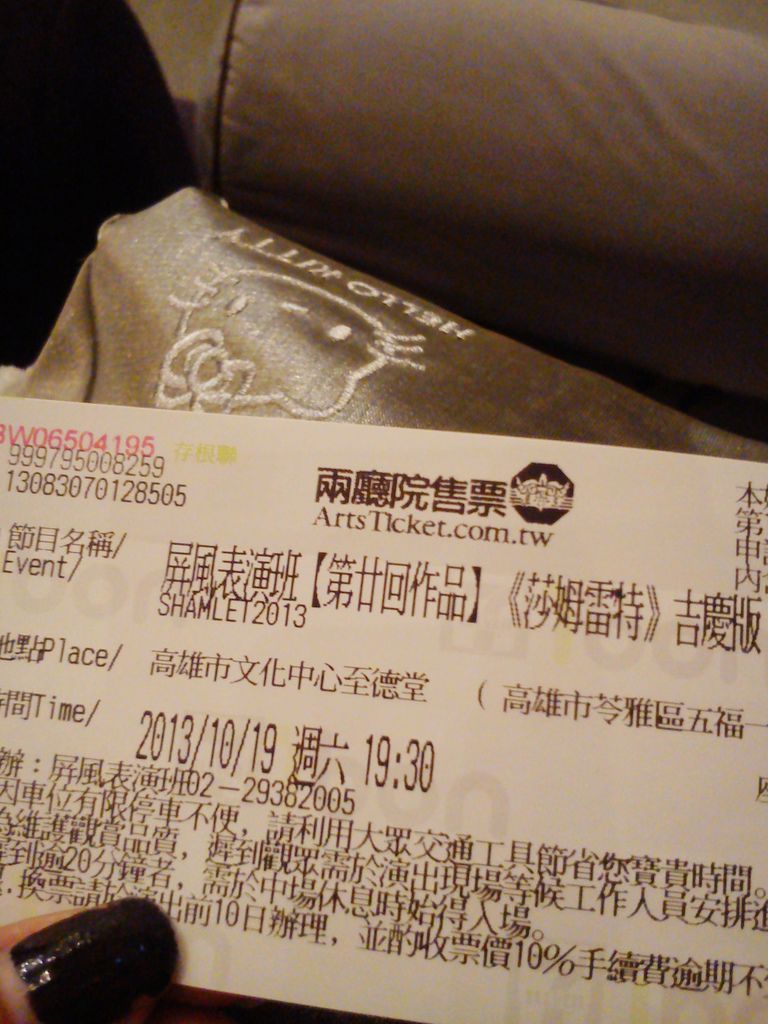 HELLO KITTY
BW06504195 存根聯
999795008259
13083070128505
兩廳院售票
ArtsTicket.com.tw
節目名稱/
Event/
屏風表演班【第廿回作品】《莎姆雷特》吉慶版
SHAMLET2013
地點Place/ 高雄市文化中心至德堂 (高雄市苓雅區五福一
時間Time/ 2013/10/19 週六 19:30
辦：屏風表演班02-29382005
因車位有限停車不便，請利用大眾交通工具節省您寶貴時間。
為維護觀賞品質，遲到觀眾需於演出現場等候工作人員安排進
遲到逾20分鐘者，需於中場休息時始得入場。
換票請於演出前10日辦理，並酌收票價10%手續費逾期不
本
第
申
內